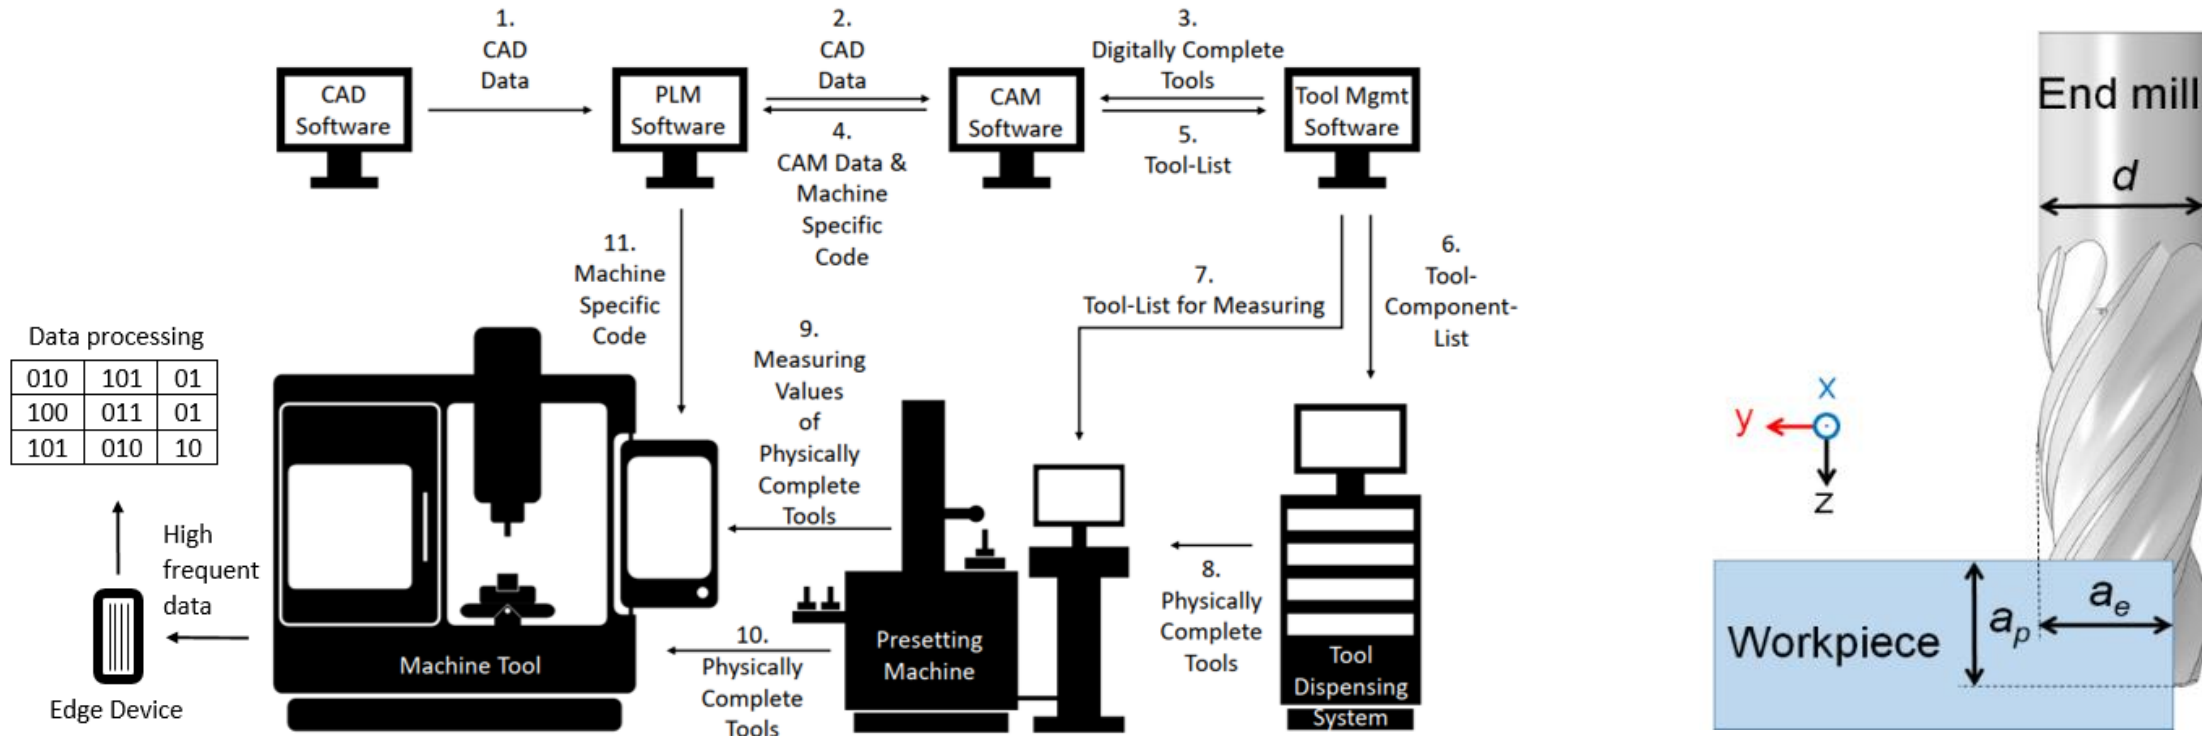 1.
CAD
Data
2.
CAD
Data
3.
Digitally Complete
Tools
CAD
Software
PLM
Software
CAM
Software
Tool Mgmt
Software
4.
CAM Data &
Machine
Specific
Code
5.
Tool-List
11.
Machine
Specific
Code
6.
Tool-
Component-
List
7.
Tool-List for Measuring
9.
Measuring
Values
of
Physically
Complete
Tools
Data processing
010 101 01
100 011 01
101 010 10
High
frequent
data
Edge Device
Machine Tool
10.
Physically
Complete
Tools
Presetting
Machine
8.
Physically
Complete
Tools
Tool
Dispensing
System
End mill
d
x
y
z
Workpiece
a_p
a_e